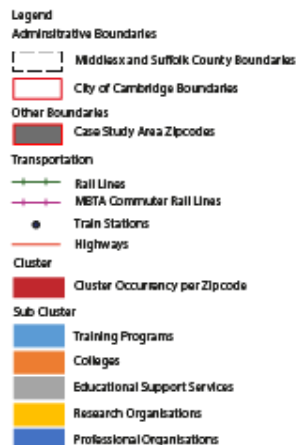 Legend
Adminsitrative Boundaries
Middlesx and Suffolk County Boundaries
City of Cambridge Boundaries
Other Boundaries
Case Study Area Zipcodes
Transportation
Rail Lines
MBTA Commuter Rail Lines
Train Stations
Highways
Cluster
Cluster Occurrency per Zipcode
Sub Cluster
Training Programs
Colleges
Educational Support Services
Research Organisations
Professional Organisations